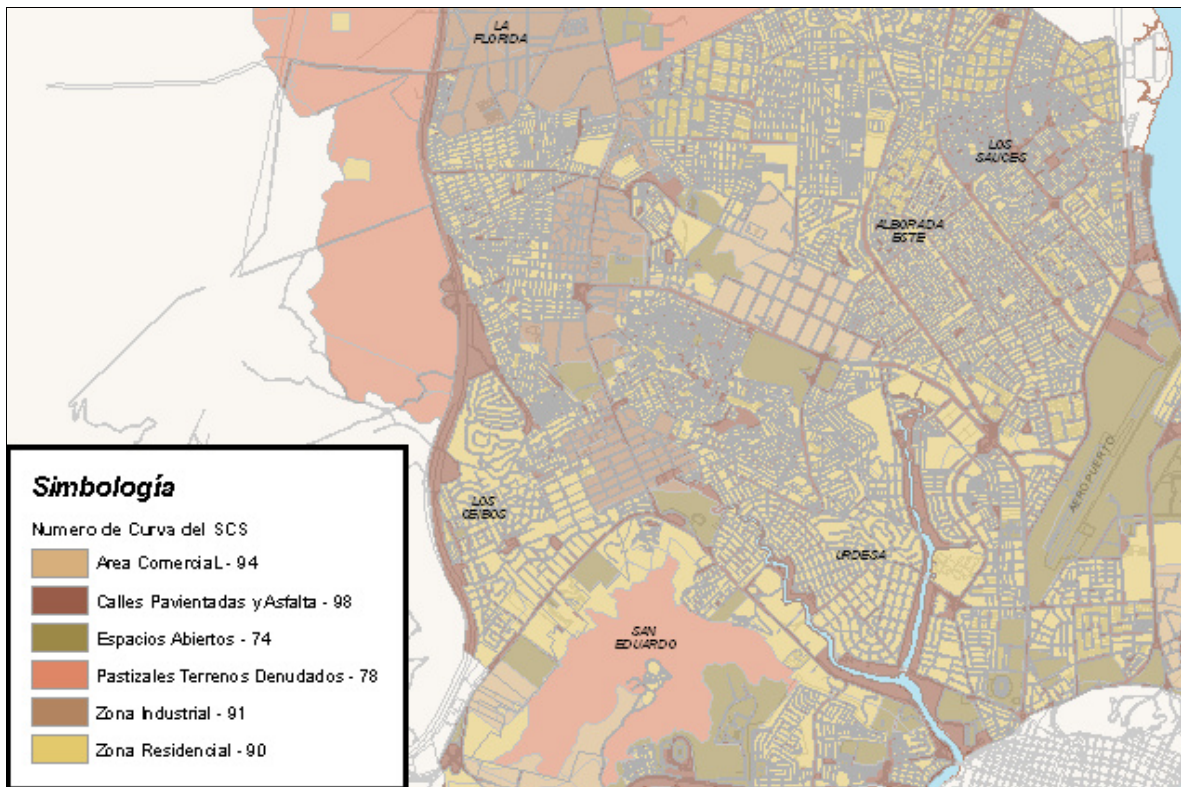 LA
FLORIDA
LOS
SAUCES
ALBORADA
ESTE
AEROPUERTO
LOS
CEIBOS
URDESA
SAN
EDUARDO
Simbología
Numero de Curva del SCS
Area ComerciaL - 94
Calles Pavientadas y Asfalta - 98
Espacios Abiertos - 74
Pastizales Terrenos Denudados - 78
Zona Industrial - 91
Zona Residencial - 90